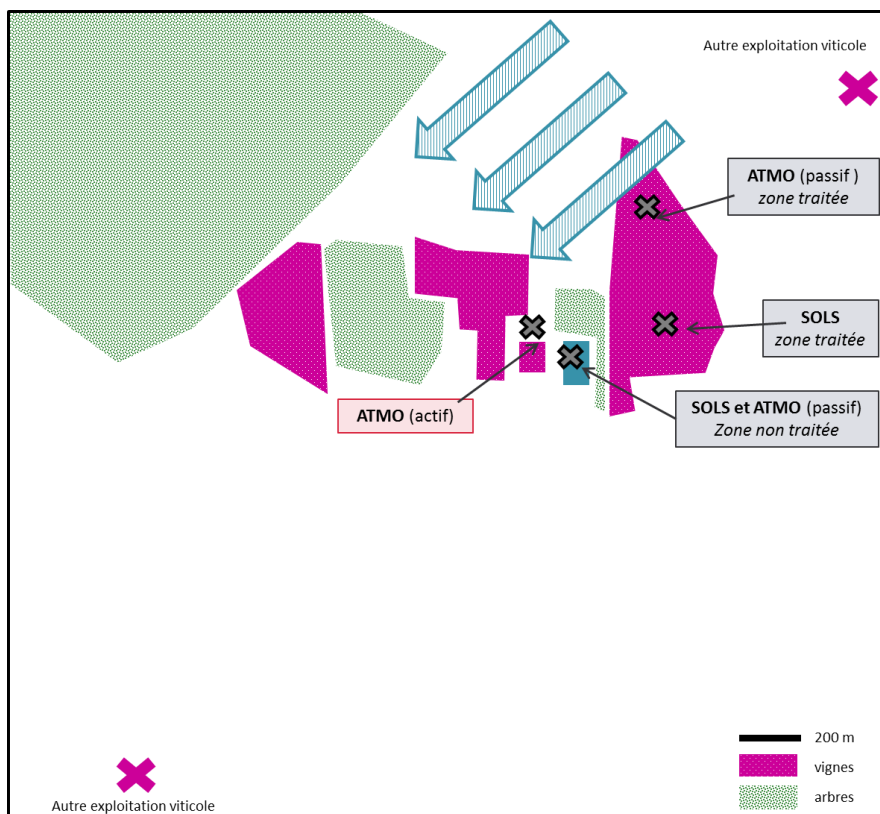 Autre exploitation viticole
ATMO (passif )
zone traitée
SOLS
zone traitée
ATMO (actif)
SOLS et ATMO (passif)
Zone non traitée
200 m
vignes
arbres
Autre exploitation viticole